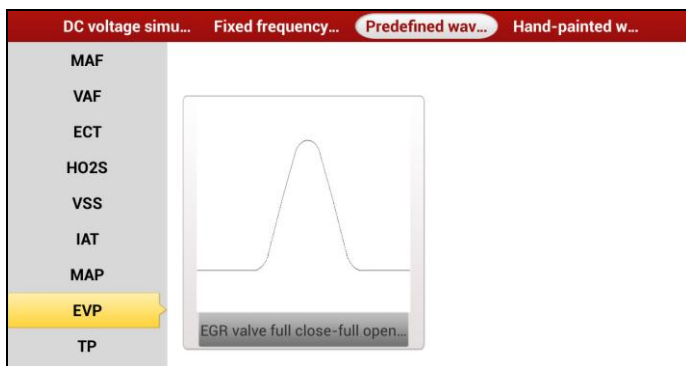 DC voltage simu... Fixed frequency... Predefined wav... Hand-painted w...
MAF
VAF
ECT
HO2S
VSS
IAT
MAP
EVP
TP
EGR valve full close-full open...